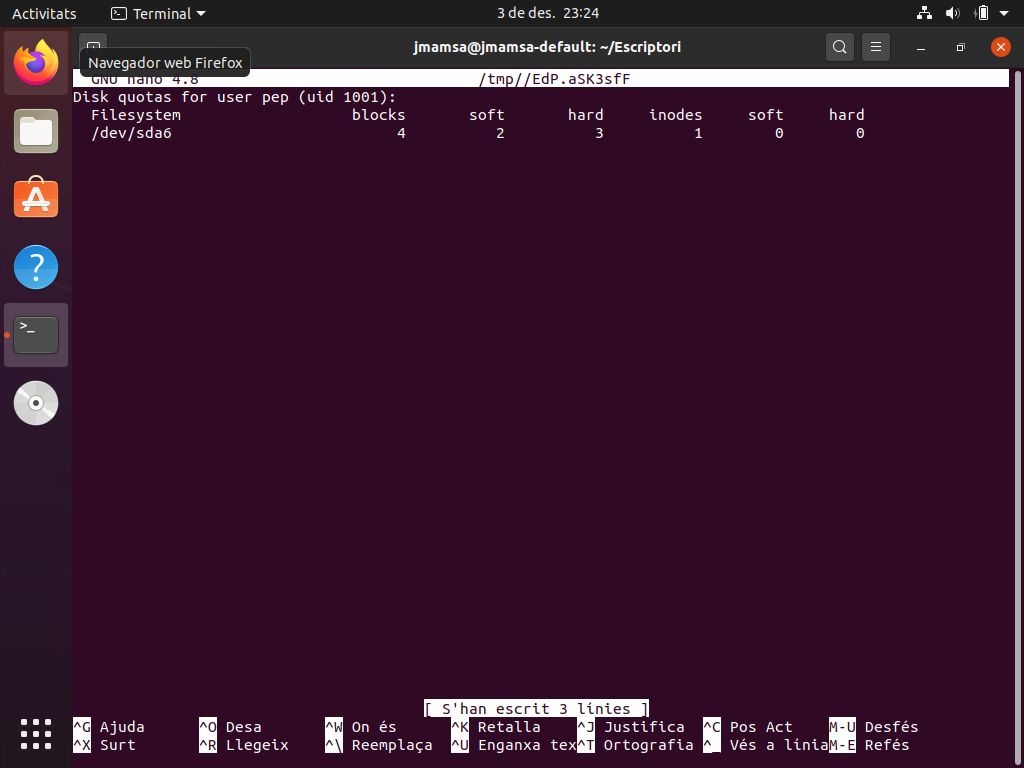 Activitats Terminal 3 de des. 23:24
jmamsa@jmamsa-default: ~/Escriptori
Navegador web Firefox
GNU nano 4.8 /tmp//EdP.aSK3sfF
Disk quotas for user pep (uid 1001):
Filesystem blocks soft hard inodes soft hard
/dev/sda6 4 2 3 1 0 0
[ S'han escrit 3 línies ]
^G Ajuda ^O Desa ^W On és ^K Retalla ^J Justifica ^C Pos Act M-U Desfés
^X Surt ^R Llegeix ^\ Reemplaça ^U Enganxa tex^T Ortografia ^_ Vés a líniaM-E Refés